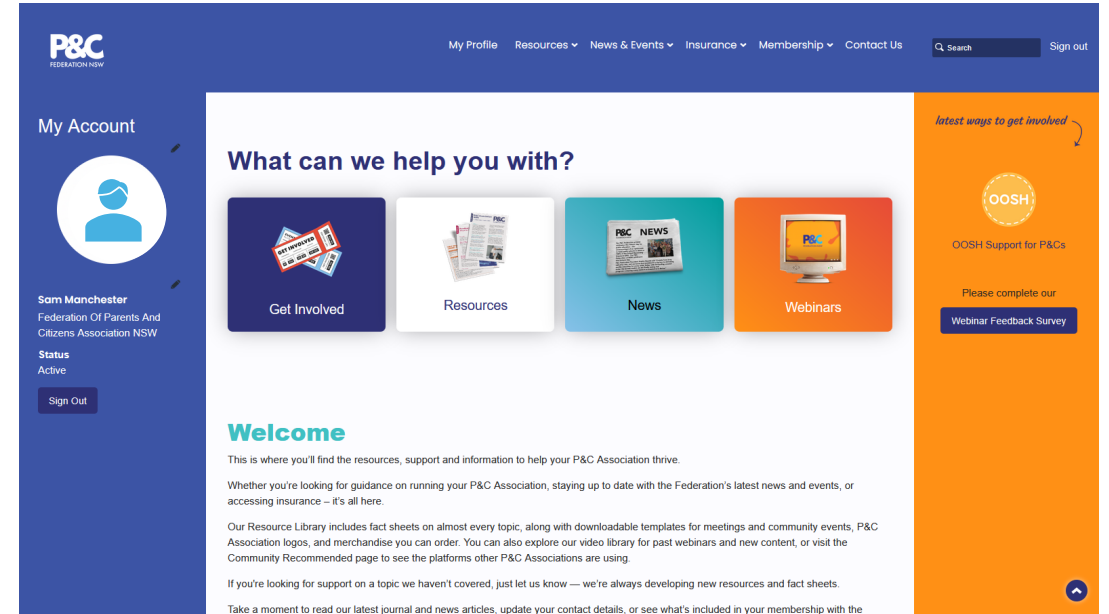 P&C
FEDERATION NSW
My Profile
Resources
News & Events
Insurance
Membership
Contact Us
Search
Sign out
My Account
Sam Manchester
Federation Of Parents And
Citizens Association NSW
Status
Active
Sign Out
What can we help you with?
GET INVOLVED
Get Involved
P&C
Resources
P&C NEWS
News
P&C
Webinars
latest ways to get involved
OOSH
OOSH Support for P&Cs
Please complete our
Webinar Feedback Survey
Welcome
This is where you'll find the resources, support and information to help your P&C Association thrive.
Whether you're looking for guidance on running your P&C Association, staying up to date with the Federation's latest news and events, or
accessing insurance – it's all here.
Our Resource Library includes fact sheets on almost every topic, along with downloadable templates for meetings and community events, P&C
Association logos, and merchandise you can order. You can also explore our video library for past webinars and new content, or visit the
Community Recommended page to see the platforms other P&C Associations are using.
If you're looking for support on a topic we haven't covered, just let us know — we're always developing new resources and fact sheets.
Take a moment to read our latest journal and news articles, update your contact details, or see what's included in your membership with the